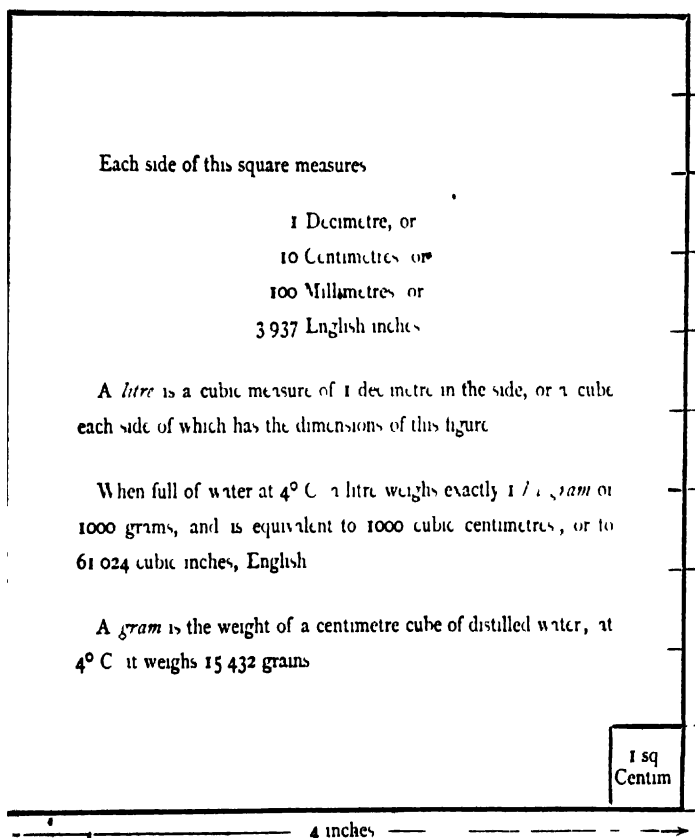 Each side of this square measures
1 Decimetre, or
10 Centimetres or
100 Millimetres or
3 937 English inches
A litre is a cubic measure of 1 decimetre in the side, or a cube
each side of which has the dimensions of this figure
When full of water at 4° C a litre weighs exactly 1 kilogram or
1000 grams, and is equivalent to 1000 cubic centimetres, or to
61 024 cubic inches, English
A gram is the weight of a centimetre cube of distilled water, at
4° C it weighs 15 432 grains
1 sq
Centim
4 inches